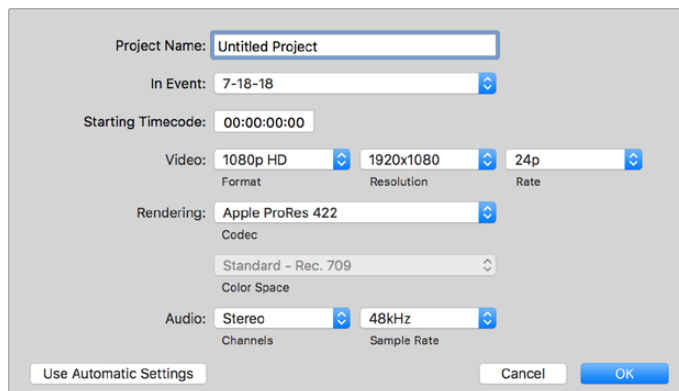 Project Name: Untitled Project
In Event: 7-18-18
Starting Timecode: 00:00:00:00
Video: 1080p HD 1920x1080 24p
Format Resolution Rate
Rendering: Apple ProRes 422
Codec
Standard - Rec. 709
Color Space
Audio: Stereo 48kHz
Channels Sample Rate
Use Automatic Settings Cancel OK